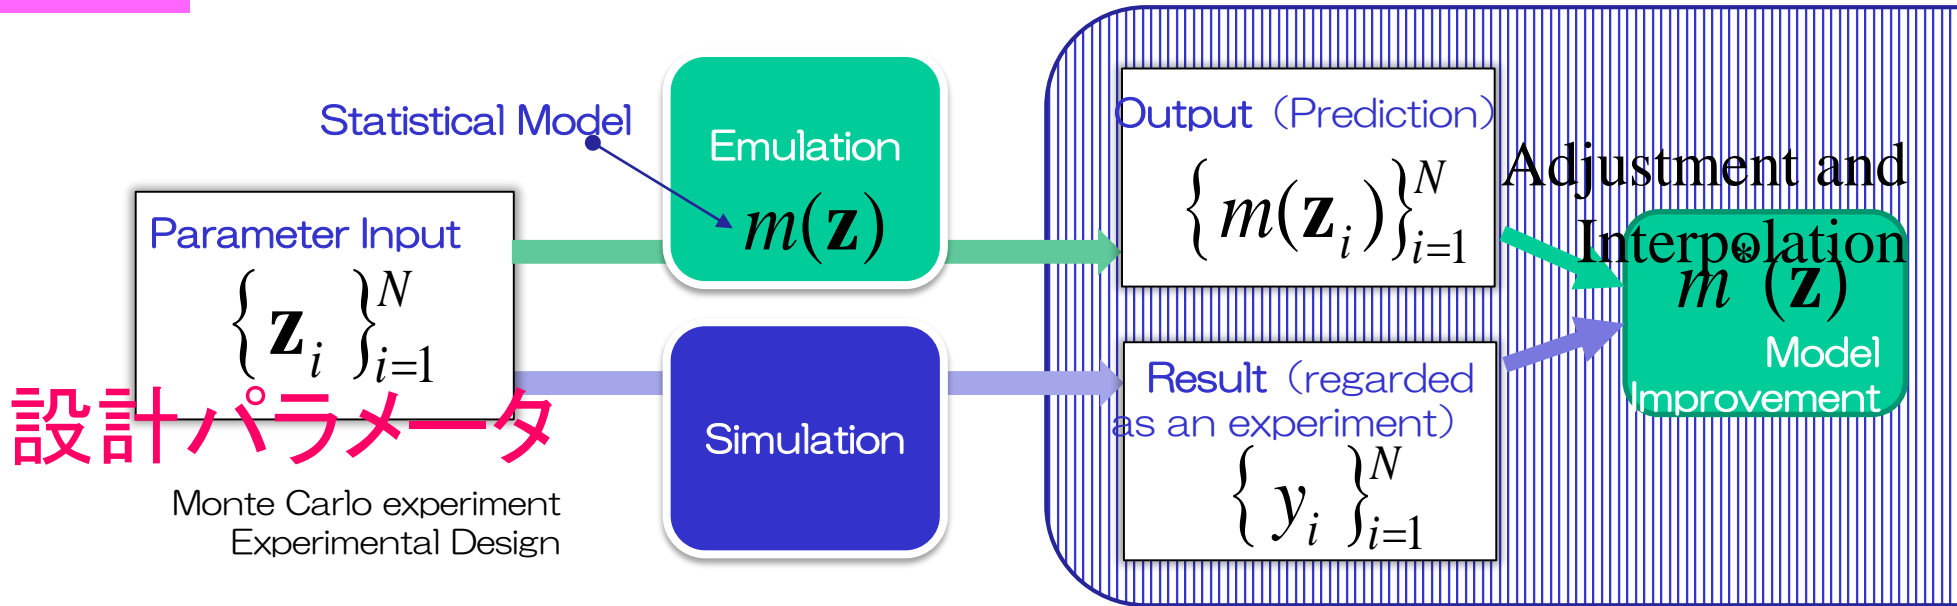 Statistical Model
Parameter Input
{ z_i }_{i=1}^N
設計パラメータ
Monte Carlo experiment
Experimental Design
Emulation
m(z)
Simulation
Output（Prediction）
{ m(z_i) }_{i=1}^N
Result（regarded
as an experiment）
{ y_i }_{i=1}^N
Adjustment and
Interpolation
m*(z)
Model
Improvement